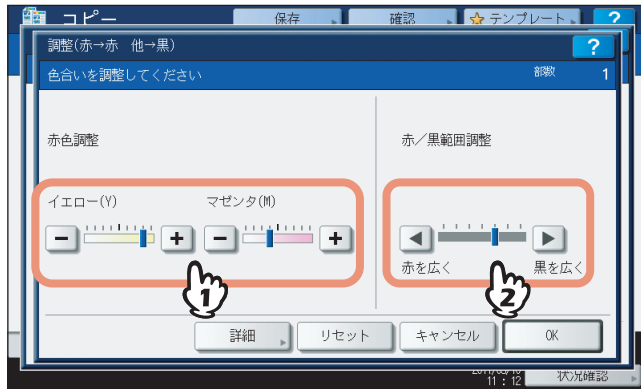 コピー 保存 確認 テンプレート ?
調整(赤→赤 他→黒) ?
色合いを調整してください 部数 1
赤色調整 赤/黒範囲調整
イエロー(Y) マゼンタ(M)
- + - +
赤を広く 黒を広く
1 2
詳細 リセット キャンセル OK
11:12 状況確認